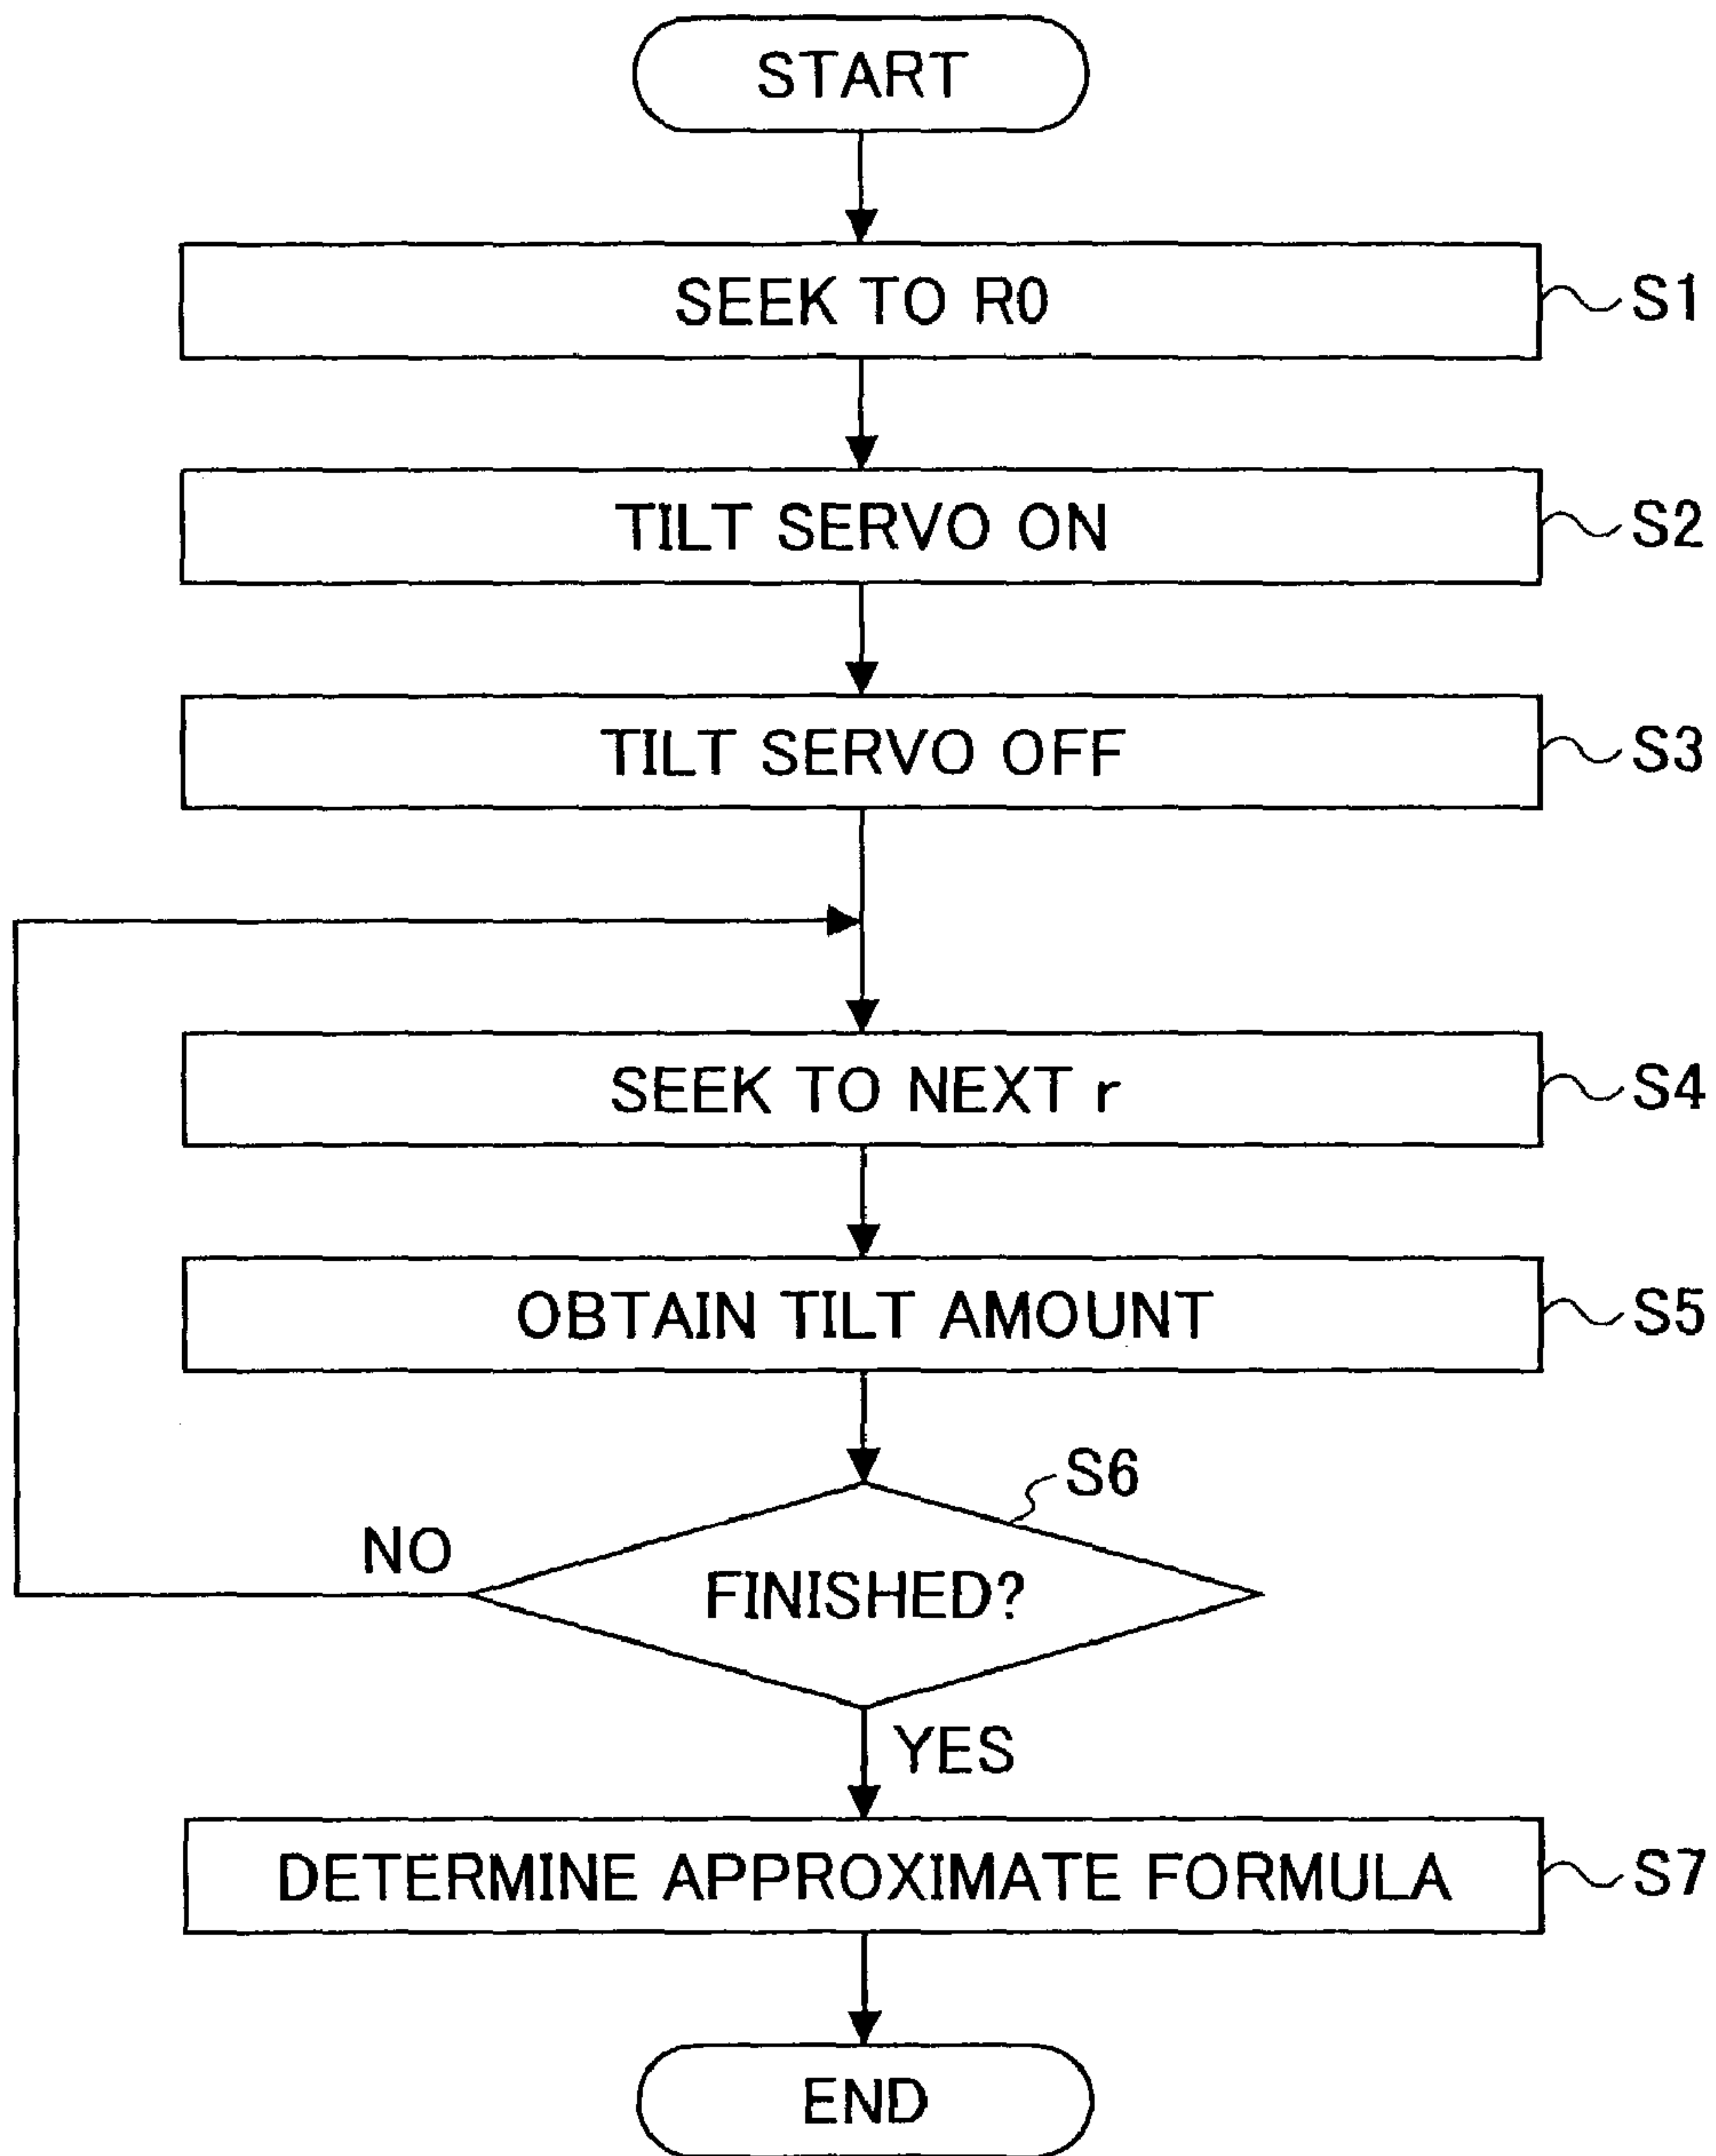 START
SEEK TO R0
S1
TILT SERVO ON
S2
TILT SERVO OFF
S3
SEEK TO NEXT r
S4
OBTAIN TILT AMOUNT
S5
S6
NO
FINISHED?
YES
DETERMINE APPROXIMATE FORMULA
S7
END